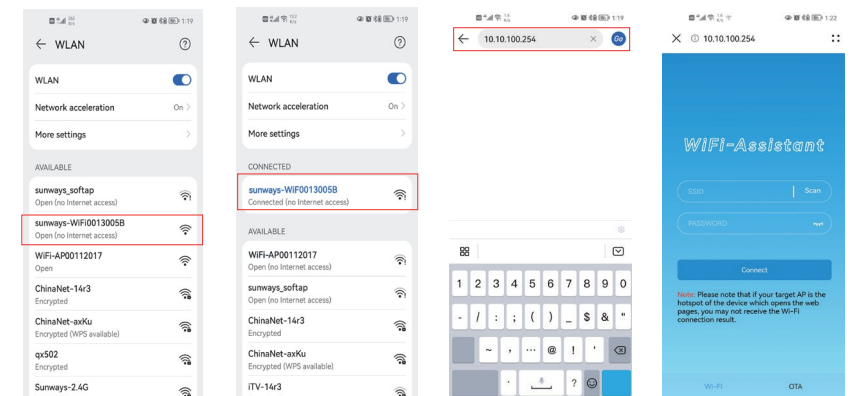 1:19
← WLAN
WLAN
Network acceleration On >
More settings >
AVAILABLE
sunways_softap
Open (no Internet access)
sunways-WiFi0013005B
Open (no Internet access)
WiFi-AP00112017
Open
ChinaNet-14r3
Encrypted
ChinaNet-axKu
Encrypted (WPS available)
qx502
Encrypted
Sunways-2.4G
1:19
← WLAN
WLAN
Network acceleration On >
More settings >
CONNECTED
sunways-WiF0013005B
Connected (no Internet access)
AVAILABLE
WiFi-AP00112017
Open (no Internet access)
sunways_softap
Open (no Internet access)
ChinaNet-14r3
Encrypted
ChinaNet-axKu
Encrypted (WPS available)
iTV-14r3
1:19
← 10.10.100.254 × Go
1 2 3 4 5 6 7 8 9 0
- / : ; ( ) _ $ & "
~ , ... @ ! '
. ? 
1:22
10.10.100.254
WiFi-Assistant
SSID Scan
PASSWORD
Connect
Note: Please note that if your target AP is the
hotspot of the device which opens the web
pages, you may not receive the Wi-Fi
connection result.
Wi-Fi OTA